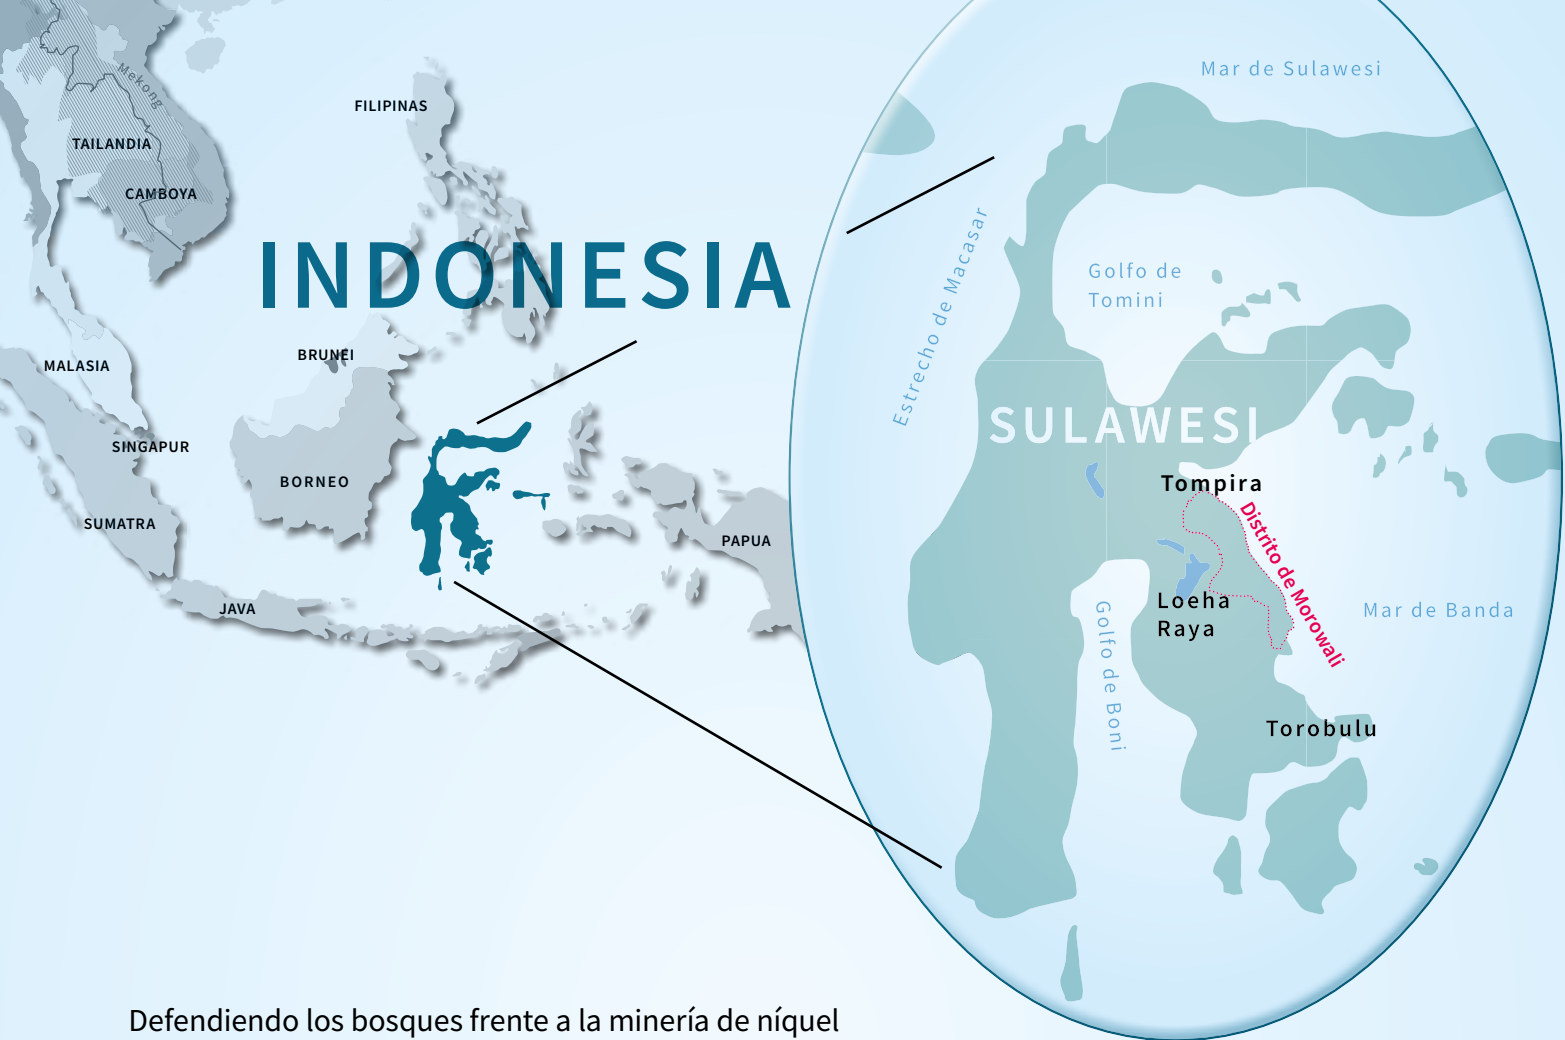 Mekong
FILIPINAS
TAILANDIA
CAMBOYA
INDONESIA
BRUNEI
MALASIA
SINGAPUR
BORNEO
SUMATRA
PAPUA
JAVA
Mar de Sulawesi
Estrecho de Macasar
Golfo de
Tomini
SULAWESI
Tompira
Distrito de Morowali
Loeha
Raya
Golfo de Boni
Mar de Banda
Torobulu
Defendiendo los bosques frente a la minería de níquel